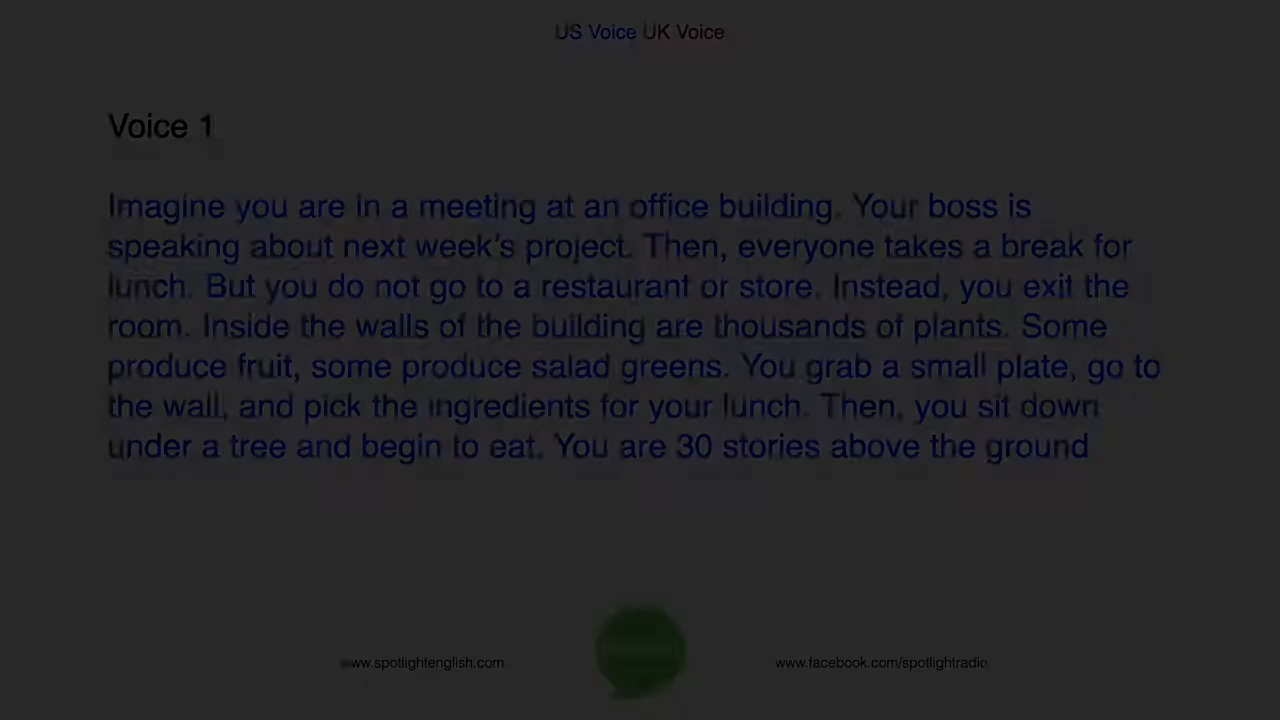 US Voice UK Voice
Voice 1
Imagine you are in a meeting at an office building. Your boss is
speaking about next week's project. Then, everyone takes a break for
lunch. But you do not go to a restaurant or store. Instead, you exit the
room. Inside the walls of the building are thousands of plants. Some
produce fruit, some produce salad greens. You grab a small plate, go to
the wall, and pick the ingredients for your lunch. Then, you sit down
under a tree and begin to eat. You are 30 stories above the ground
www.spotlightenglish.com
www.facebook.com/spotlightradio